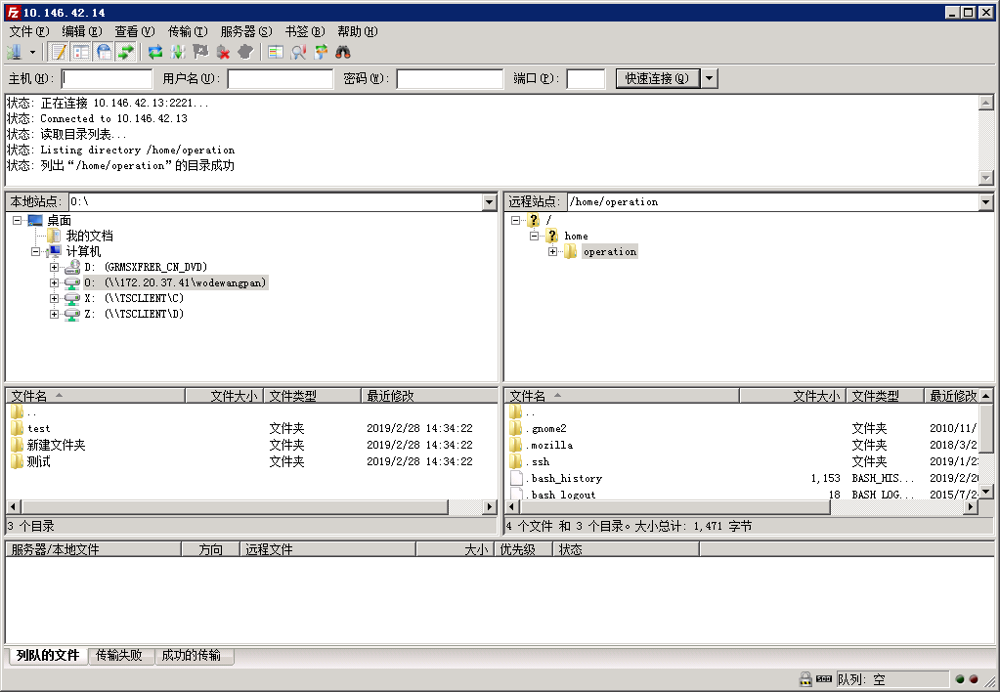 10.146.42.14
文件(F) 编辑(E) 查看(V) 传输(T) 服务器(S) 书签(B) 帮助(H)
主机(H): 用户名(U): 密码(W): 端口(P): 快速连接(Q)
状态: 正在连接 10.146.42.13:2221...
状态: Connected to 10.146.42.13
状态: 读取目录列表...
状态: Listing directory /home/operation
状态: 列出“/home/operation”的目录成功
本地站点: O:\
桌面
我的文档
计算机
D: (GRMSXFRER_CN_DVD)
O: (\\172.20.37.41\wodewangpan)
X: (\\TSCLIENT\C)
Z: (\\TSCLIENT\D)
远程站点: /home/operation
/
home
operation
文件名 文件大小 文件类型 最近修改
..
test 文件夹 2019/2/28 14:34:22
新建文件夹 文件夹 2019/2/28 14:34:22
测试 文件夹 2019/2/28 14:34:22
3 个目录
文件名 文件大小 文件类型 最近修改
..
.gnome2 文件夹 2010/11/
.mozilla 文件夹 2018/3/2
.ssh 文件夹 2019/1/2
.bash_history 1,153 BASH_HIS... 2019/2/2
.bash_logout 18 BASH_LOG... 2015/7/2
4 个文件 和 3 个目录。大小总计: 1,471 字节
服务器/本地文件 方向 远程文件 大小 优先级 状态
列队的文件 传输失败 成功的传输
队列: 空